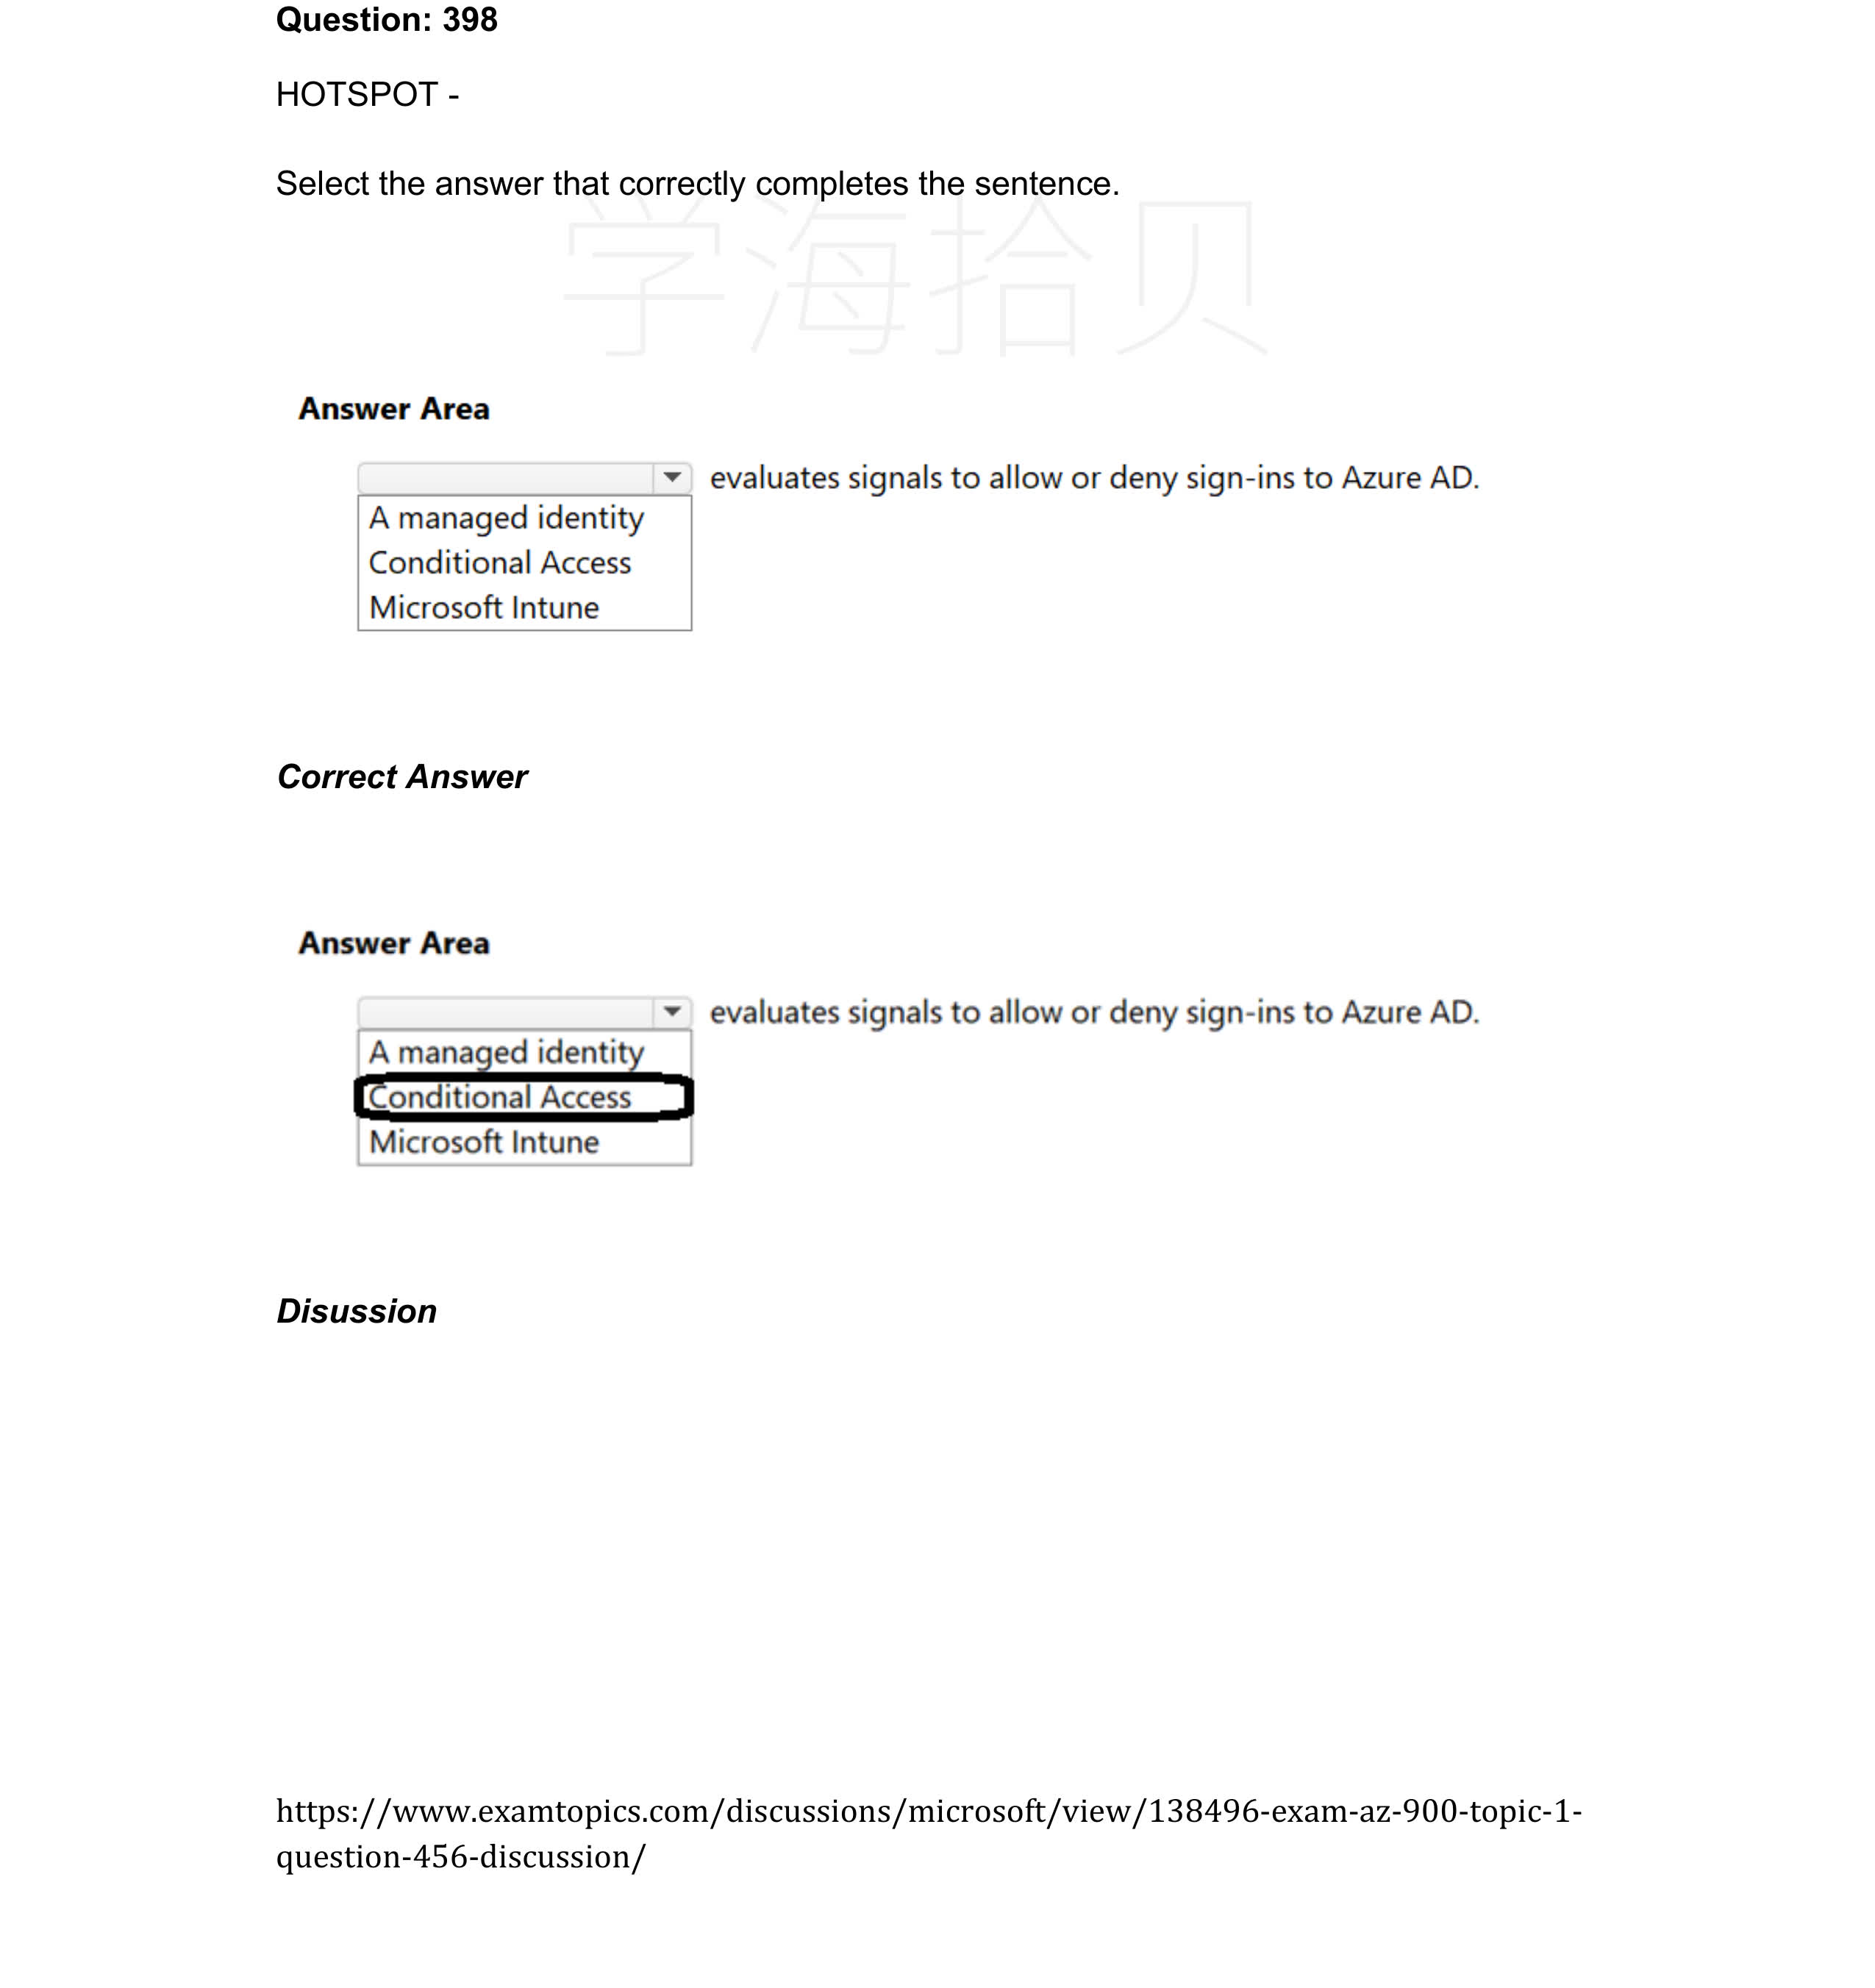 Question: 398
HOTSPOT -
Select the answer that correctly completes the sentence.
学海拾贝
Answer Area
evaluates signals to allow or deny sign-ins to Azure AD.
A managed identity
Conditional Access
Microsoft Intune
Correct Answer
Answer Area
evaluates signals to allow or deny sign-ins to Azure AD.
A managed identity
Conditional Access
Microsoft Intune
Disussion
https://www.examtopics.com/discussions/microsoft/view/138496-exam-az-900-topic-1-
question-456-discussion/